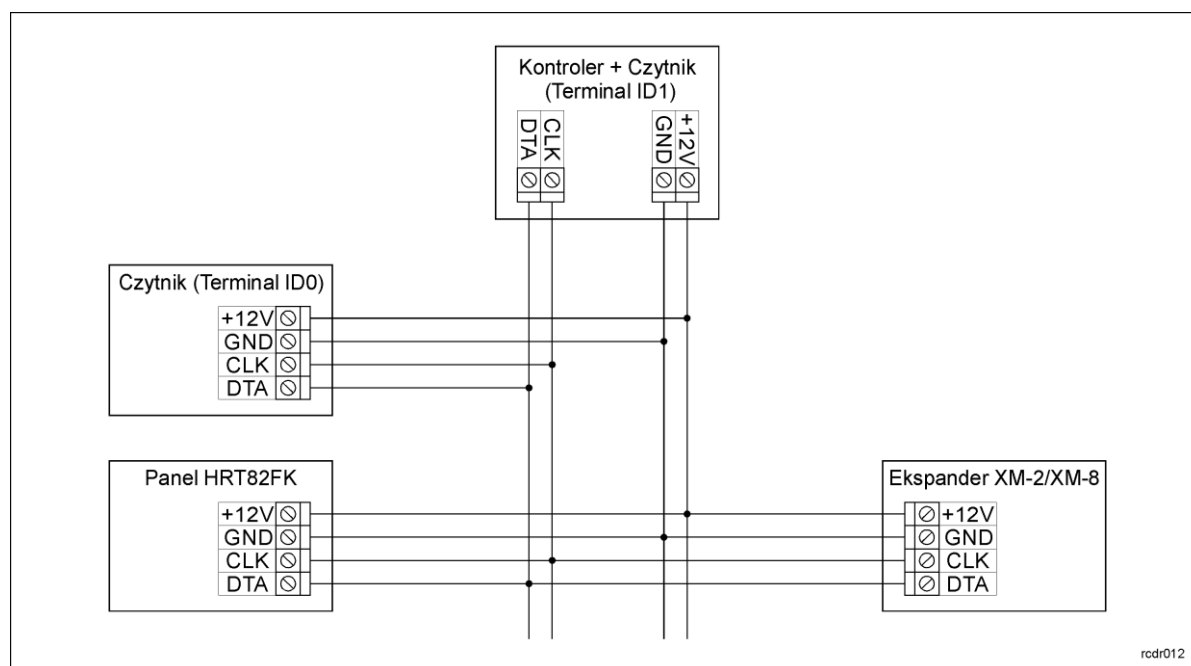 Kontroler + Czytnik
(Terminal ID1)
DTA
CLK
GND
+12V
Czytnik (Terminal ID0)
+12V
GND
CLK
DTA
Panel HRT82FK
+12V
GND
CLK
DTA
Ekspander XM-2/XM-8
+12V
GND
CLK
DTA
rcdr012